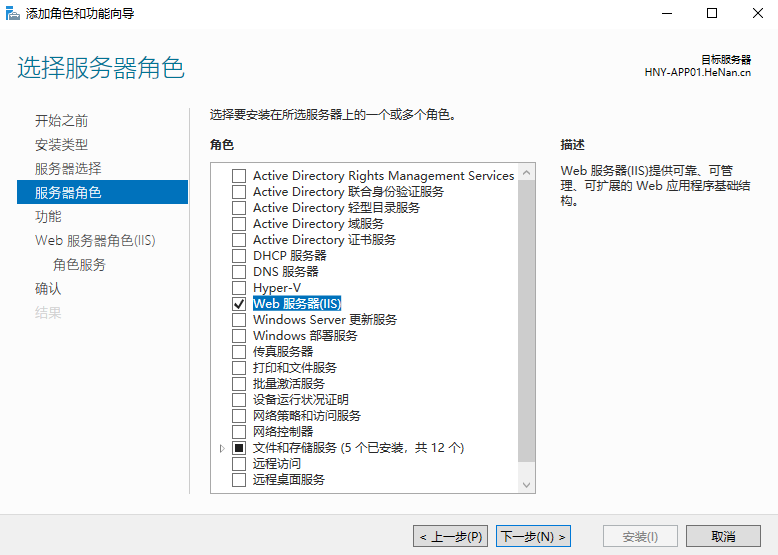 添加角色和功能向导
选择服务器角色
目标服务器
HNY-APP01.HeNan.cn
开始之前
安装类型
服务器选择
服务器角色
功能
Web 服务器角色(IIS)
角色服务
确认
结果
选择要安装在所选服务器上的一个或多个角色。
角色
Active Directory Rights Management Services
Active Directory 联合身份验证服务
Active Directory 轻型目录服务
Active Directory 域服务
Active Directory 证书服务
DHCP 服务器
DNS 服务器
Hyper-V
Web 服务器(IIS)
Windows Server 更新服务
Windows 部署服务
传真服务器
打印和文件服务
批量激活服务
设备运行状况证明
网络策略和访问服务
网络控制器
文件和存储服务 (5 个已安装，共 12 个)
远程访问
远程桌面服务
描述
Web 服务器(IIS)提供可靠、可管
理、可扩展的 Web 应用程序基础结
构。
< 上一步(P)
下一步(N) >
安装(I)
取消